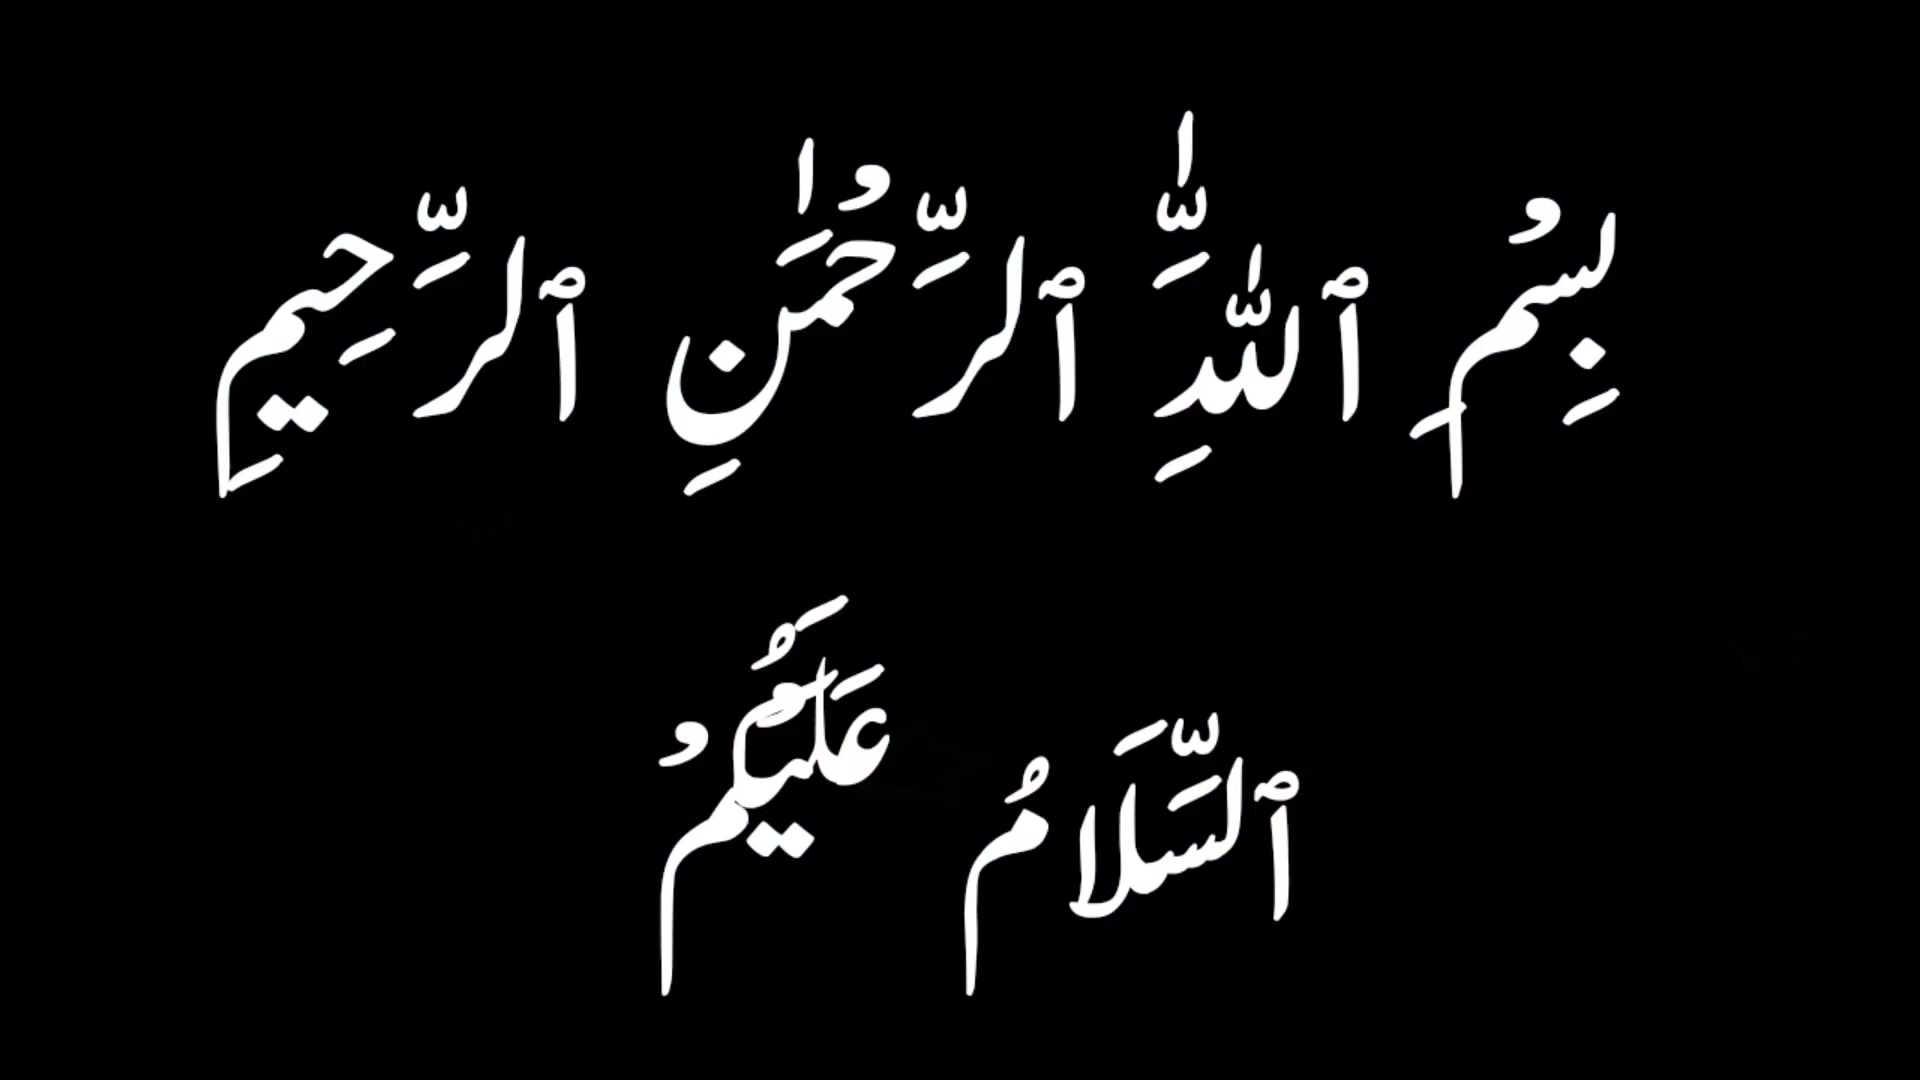 بِسْمِ ٱللَّٰهِ ٱلرَّحْمَٰنِ ٱلرَّحِيمِ
ٱلسَّلَامُ عَلَيْكُمْ